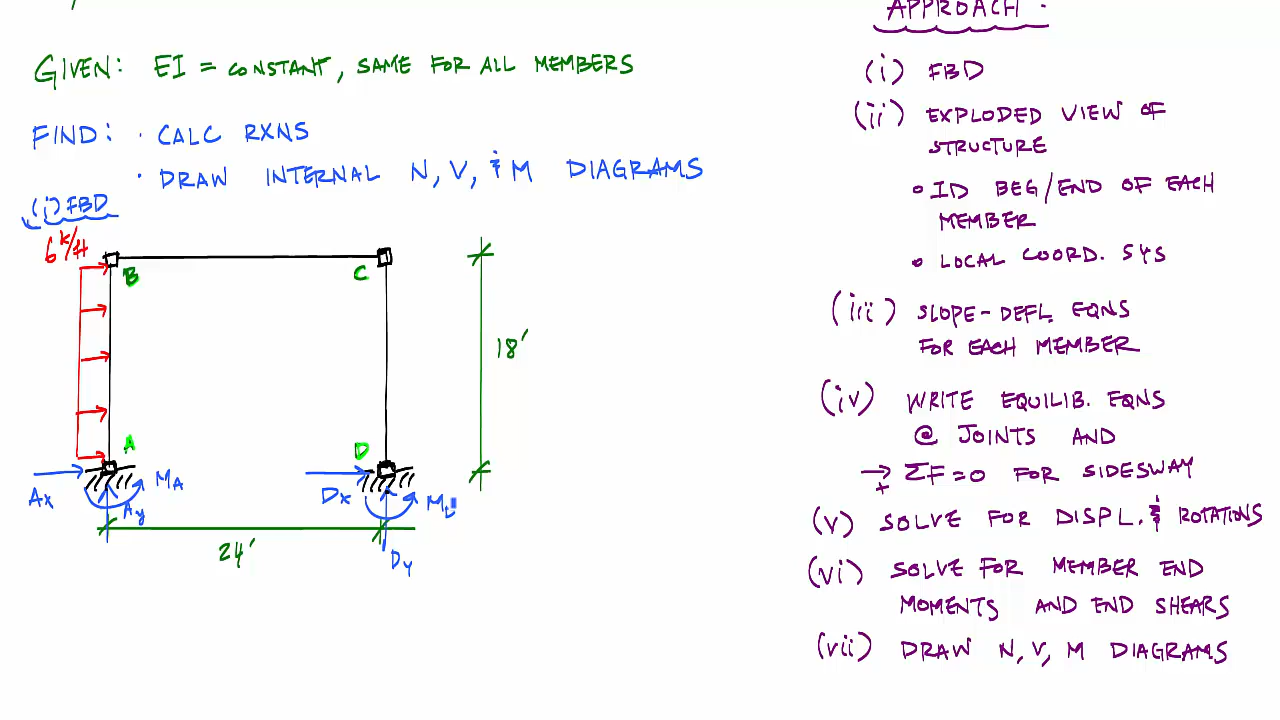 GIVEN: EI = CONSTANT, SAME FOR ALL MEMBERS
FIND: · CALC RXNS
· DRAW INTERNAL N, V, & M DIAGRAMS
(i) FBD
6 k/ft
B
C
18'
A
D
Ax
MA
Ay
Dx
24'
Dy
APPROACH:
(i) FBD
(ii) EXPLODED VIEW OF
STRUCTURE
• ID BEG/END OF EACH
MEMBER
• LOCAL COORD. SYS
(iii) SLOPE-DEFL. EQNS
FOR EACH MEMBER
(iv) WRITE EQUILIB. EQNS
@ JOINTS AND
→+ ΣF=0 FOR SIDESWAY
(v) SOLVE FOR DISPL. & ROTATIONS
(vi) SOLVE FOR MEMBER END
MOMENTS AND END SHEARS
(vii) DRAW N, V, M DIAGRAMS